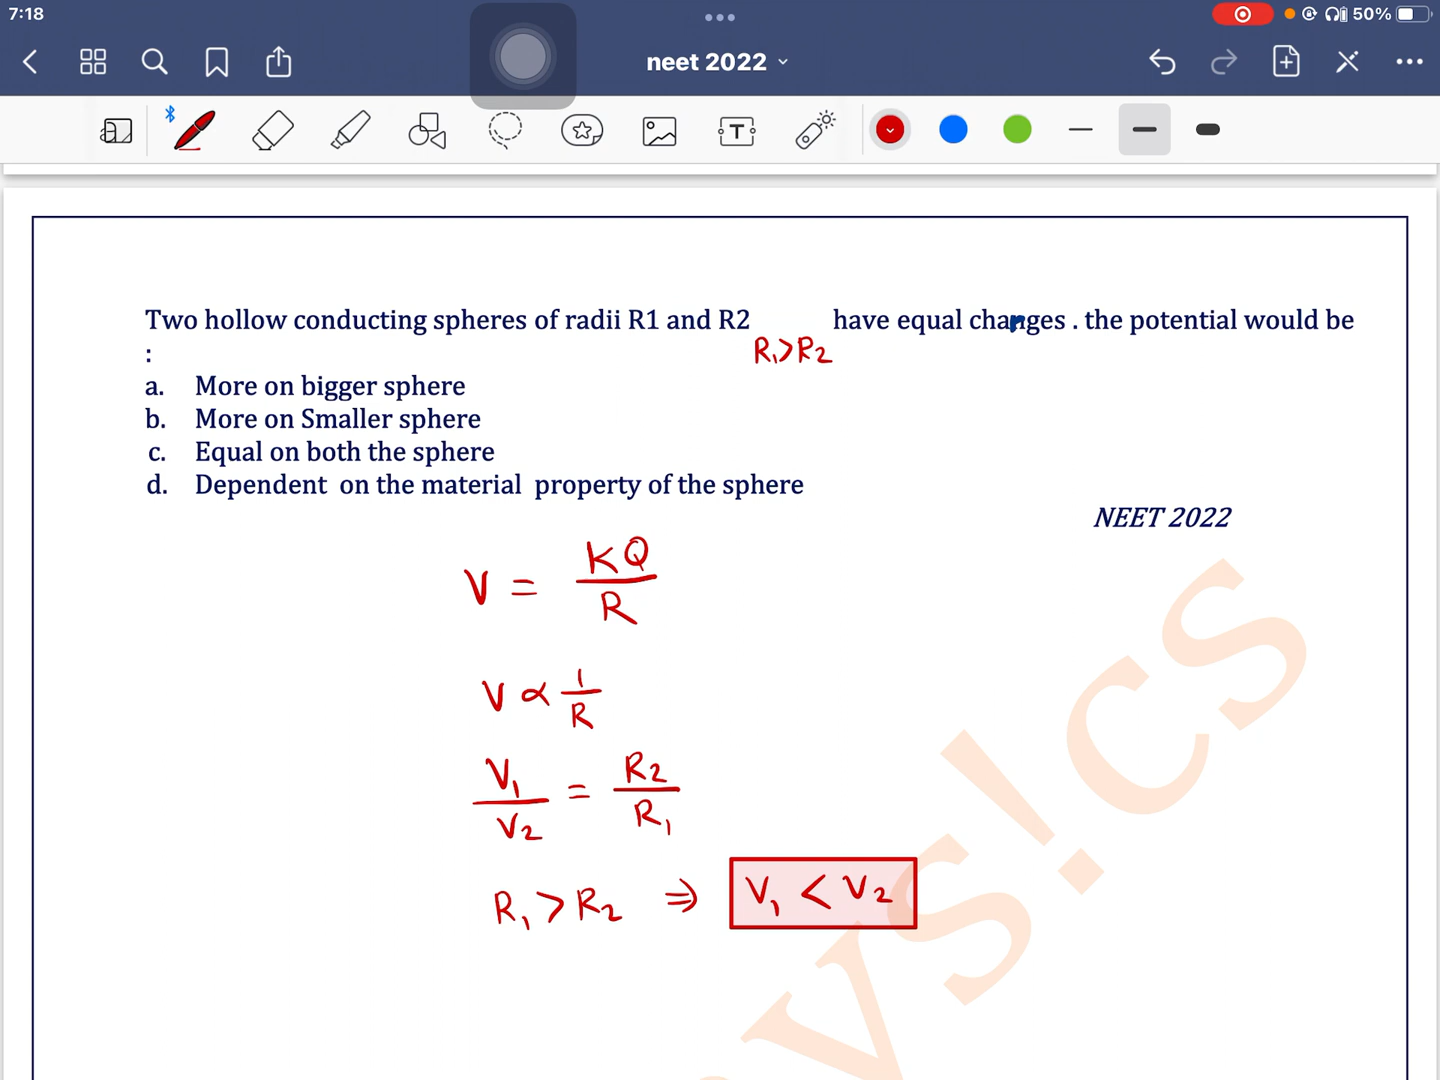 7:18
50%
neet 2022
Two hollow conducting spheres of radii R1 and R2 have equal charges . the potential would be
:
R₁>R₂
a. More on bigger sphere
b. More on Smaller sphere
c. Equal on both the sphere
d. Dependent on the material property of the sphere
NEET 2022
V = KQ/R
V ∝ 1/R
V₁/V₂ = R₂/R₁
R₁ > R₂ ⇒ V₁ < V₂
ys!cs